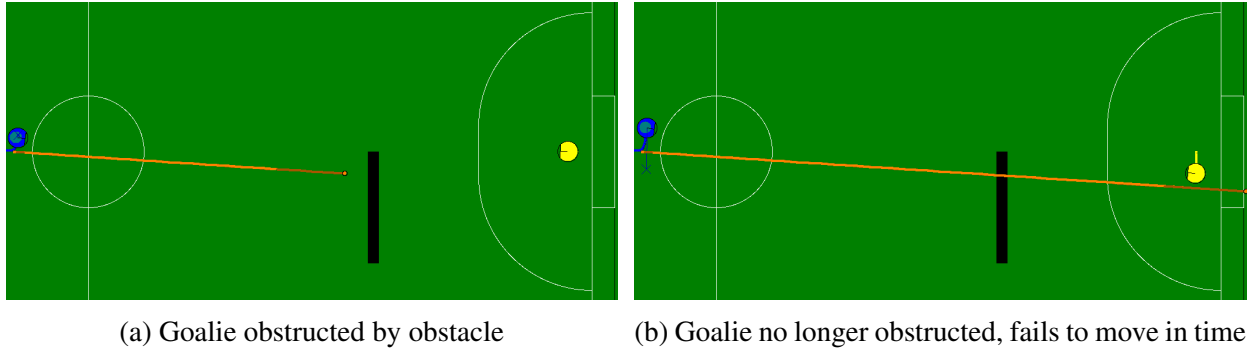 (a) Goalie obstructed by obstacle
(b) Goalie no longer obstructed, fails to move in time